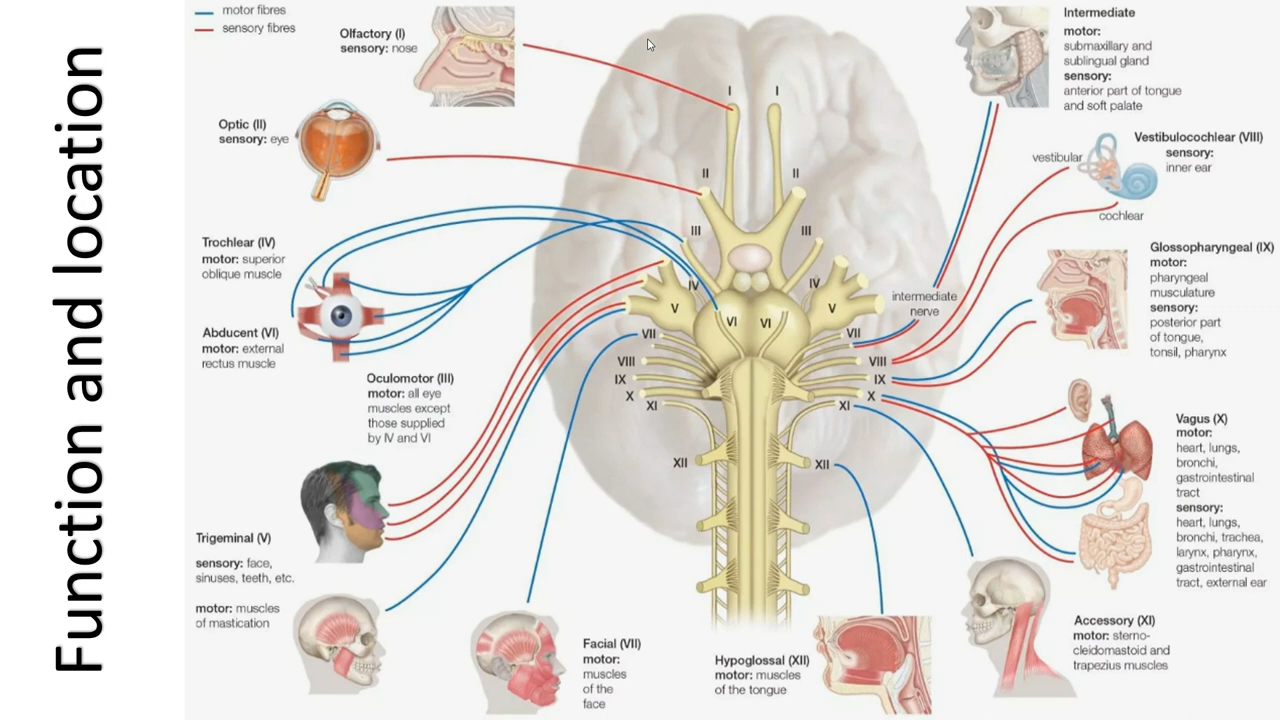 Function and location
motor fibres
sensory fibres
Olfactory (I)
sensory: nose
Optic (II)
sensory: eye
Trochlear (IV)
motor: superior
oblique muscle
Abducent (VI)
motor: external
rectus muscle
Oculomotor (III)
motor: all eye
muscles except
those supplied
by IV and VI
Trigeminal (V)
sensory: face,
sinuses, teeth, etc.
motor: muscles
of mastication
Facial (VII)
motor:
muscles
of the
face
Hypoglossal (XII)
motor: muscles
of the tongue
I I
II II
III III
IV IV
V V
VI VI
VII VII
VIII VIII
IX IX
X X
XI XI
XII XII
intermediate
nerve
Intermediate
motor:
submaxillary and
sublingual gland
sensory:
anterior part of tongue
and soft palate
Vestibulocochlear (VIII)
sensory:
inner ear
vestibular
cochlear
Glossopharyngeal (IX)
motor:
pharyngeal
musculature
sensory:
posterior part
of tongue,
tonsil, pharynx
Vagus (X)
motor:
heart, lungs,
bronchi,
gastrointestinal
tract
sensory:
heart, lungs,
bronchi, trachea,
larynx, pharynx,
gastrointestinal
tract, external ear
Accessory (XI)
motor: sterno-
cleidomastoid and
trapezius muscles